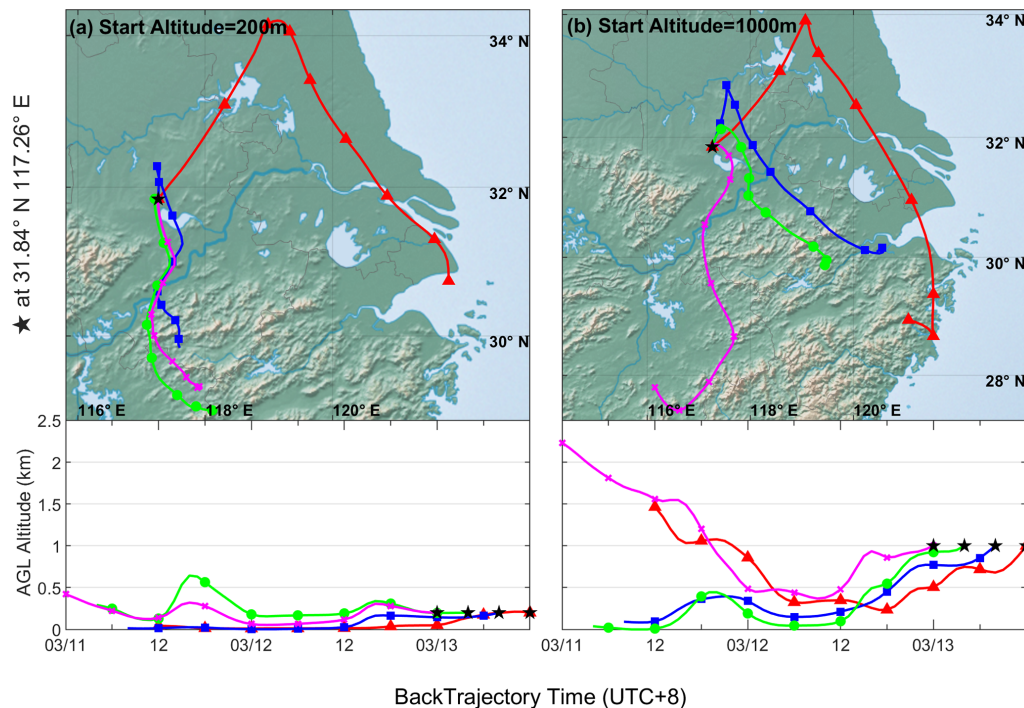 (a) Start Altitude=200m
34° N
32° N
30° N
116° E 118° E 120° E
(b) Start Altitude=1000m
34° N
32° N
30° N
28° N
116° E 118° E 120° E
★ at 31.84° N 117.26° E
AGL Altitude (km)
2.5
2
1.5
1
0.5
0
03/11 12 03/12 12 03/13
03/11 12 03/12 12 03/13
BackTrajectory Time (UTC+8)